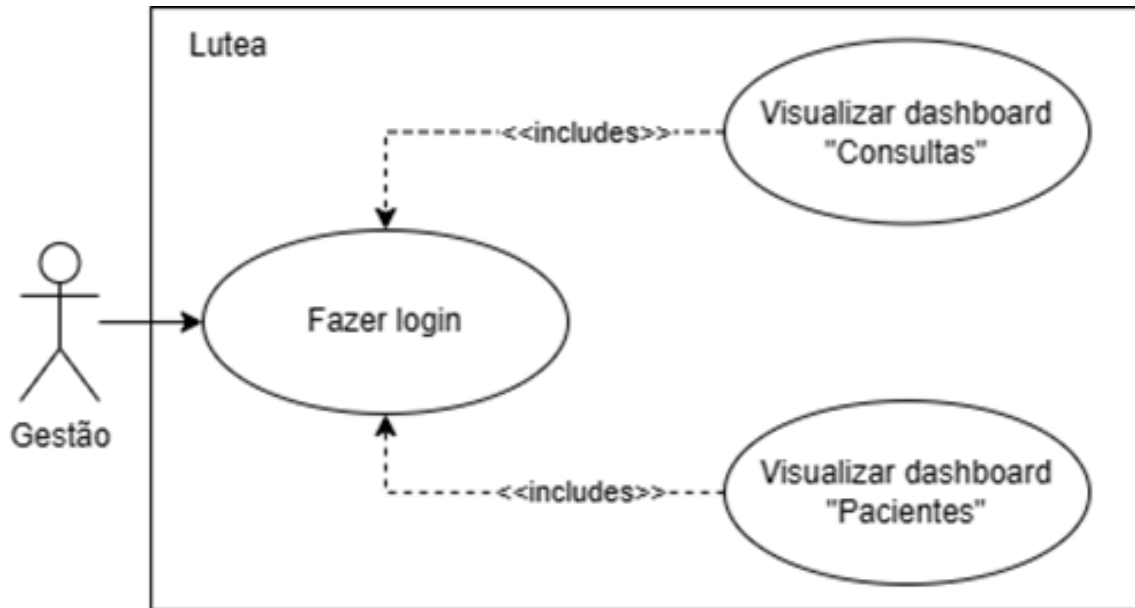 Lutea
Visualizar dashboard
"Consultas"
<<includes>>
Fazer login
Gestão
<<includes>>
Visualizar dashboard
"Pacientes"